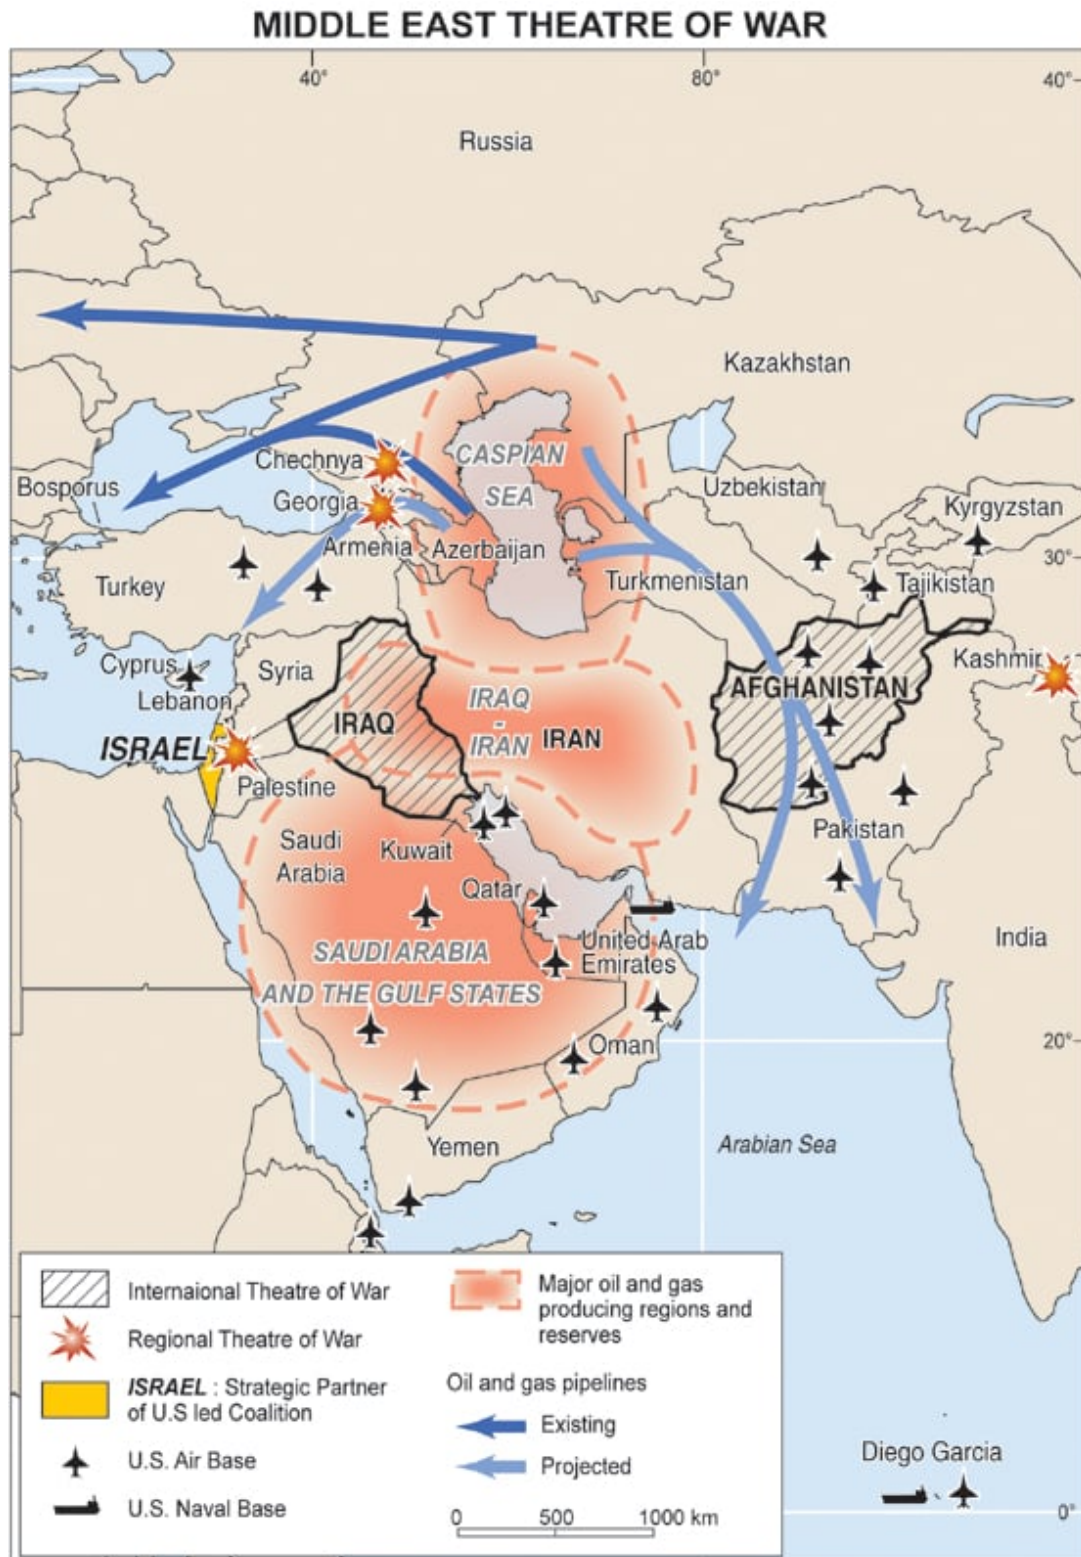 MIDDLE EAST THEATRE OF WAR
40°
80°
40°
Russia
Kazakhstan
CASPIAN
SEA
Chechnya
Bosporus
Georgia
Uzbekistan
Kyrgyzstan
Armenia
Azerbaijan
30°
Turkey
Turkmenistan
Tajikistan
Cyprus
Syria
Kashmir
Lebanon
AFGHANISTAN
IRAQ
IRAQ
-
IRAN
IRAN
ISRAEL
Palestine
Saudi
Arabia
Kuwait
Pakistan
Qatar
United Arab
Emirates
India
SAUDI ARABIA
AND THE GULF STATES
Oman
20°
Yemen
Arabian Sea
Internaional Theatre of War
Regional Theatre of War
ISRAEL : Strategic Partner
of U.S led Coalition
U.S. Air Base
U.S. Naval Base
Major oil and gas
producing regions and
reserves
Oil and gas pipelines
Existing
Projected
0 500 1000 km
Diego Garcia
0°